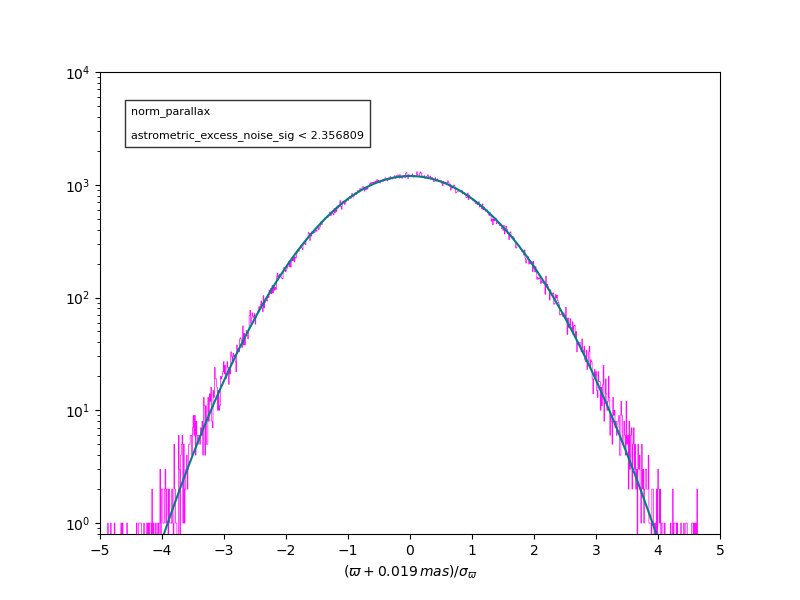 10⁴
10³
10²
10¹
10⁰
norm_parallax
astrometric_excess_noise_sig < 2.356809
−5 −4 −3 −2 −1 0 1 2 3 4 5
(ϖ + 0.019 mas)/σ_ϖ